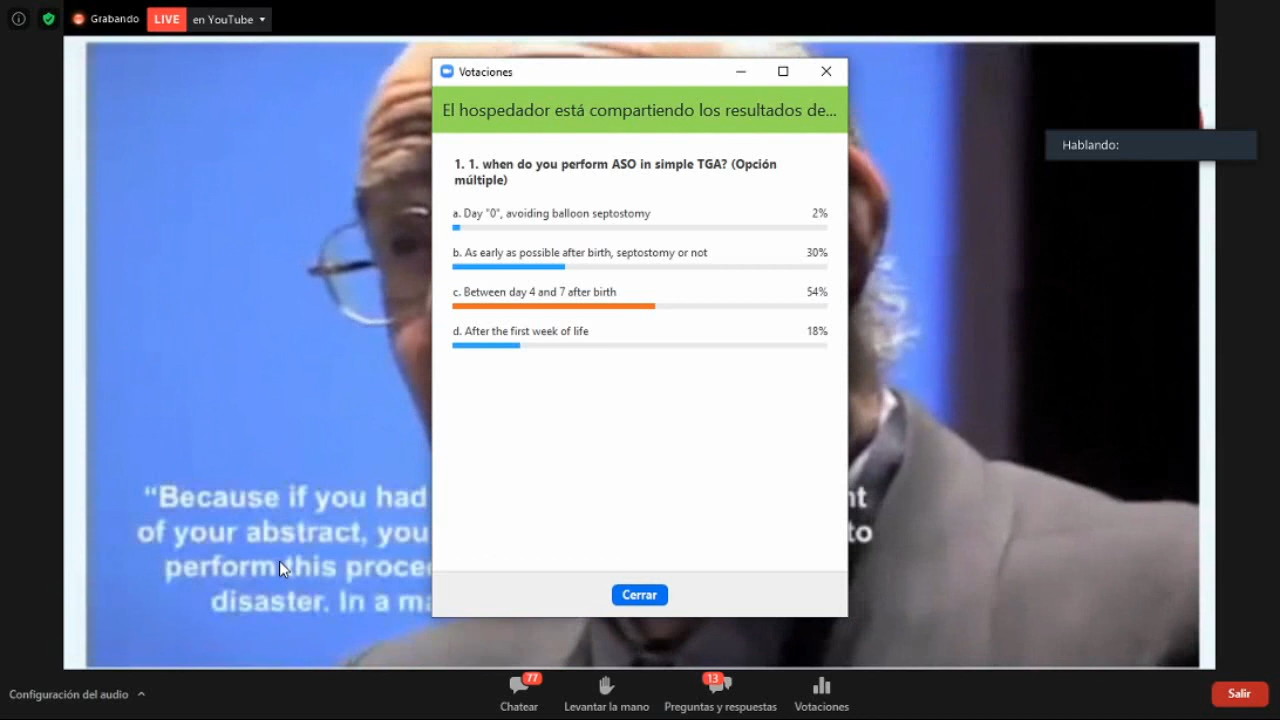 Grabando
LIVE en YouTube
Votaciones
El hospedador está compartiendo los resultados de...
Hablando:
1. 1. when do you perform ASO in simple TGA? (Opción
múltiple)
a. Day "0", avoiding balloon septostomy 2%
b. As early as possible after birth, septostomy or not 30%
c. Between day 4 and 7 after birth 54%
d. After the first week of life 18%
“Because if you had
of your abstract, you to
perform this
disaster. In a
Cerrar
Configuración del audio
77
Chatear
Levantar la mano
13
Preguntas y respuestas
Votaciones
Salir